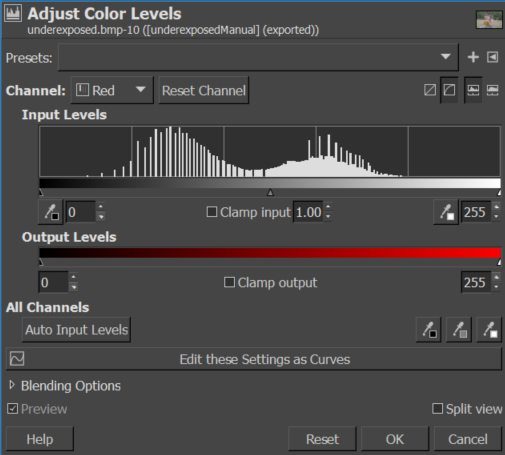 Adjust Color Levels
underexposed.bmp-10 ([underexposedManual] (exported))
Presets:
Channel: Red Reset Channel
Input Levels
0 Clamp input 1.00 255
Output Levels
0 Clamp output 255
All Channels
Auto Input Levels
Edit these Settings as Curves
Blending Options
Preview Split view
Help Reset OK Cancel